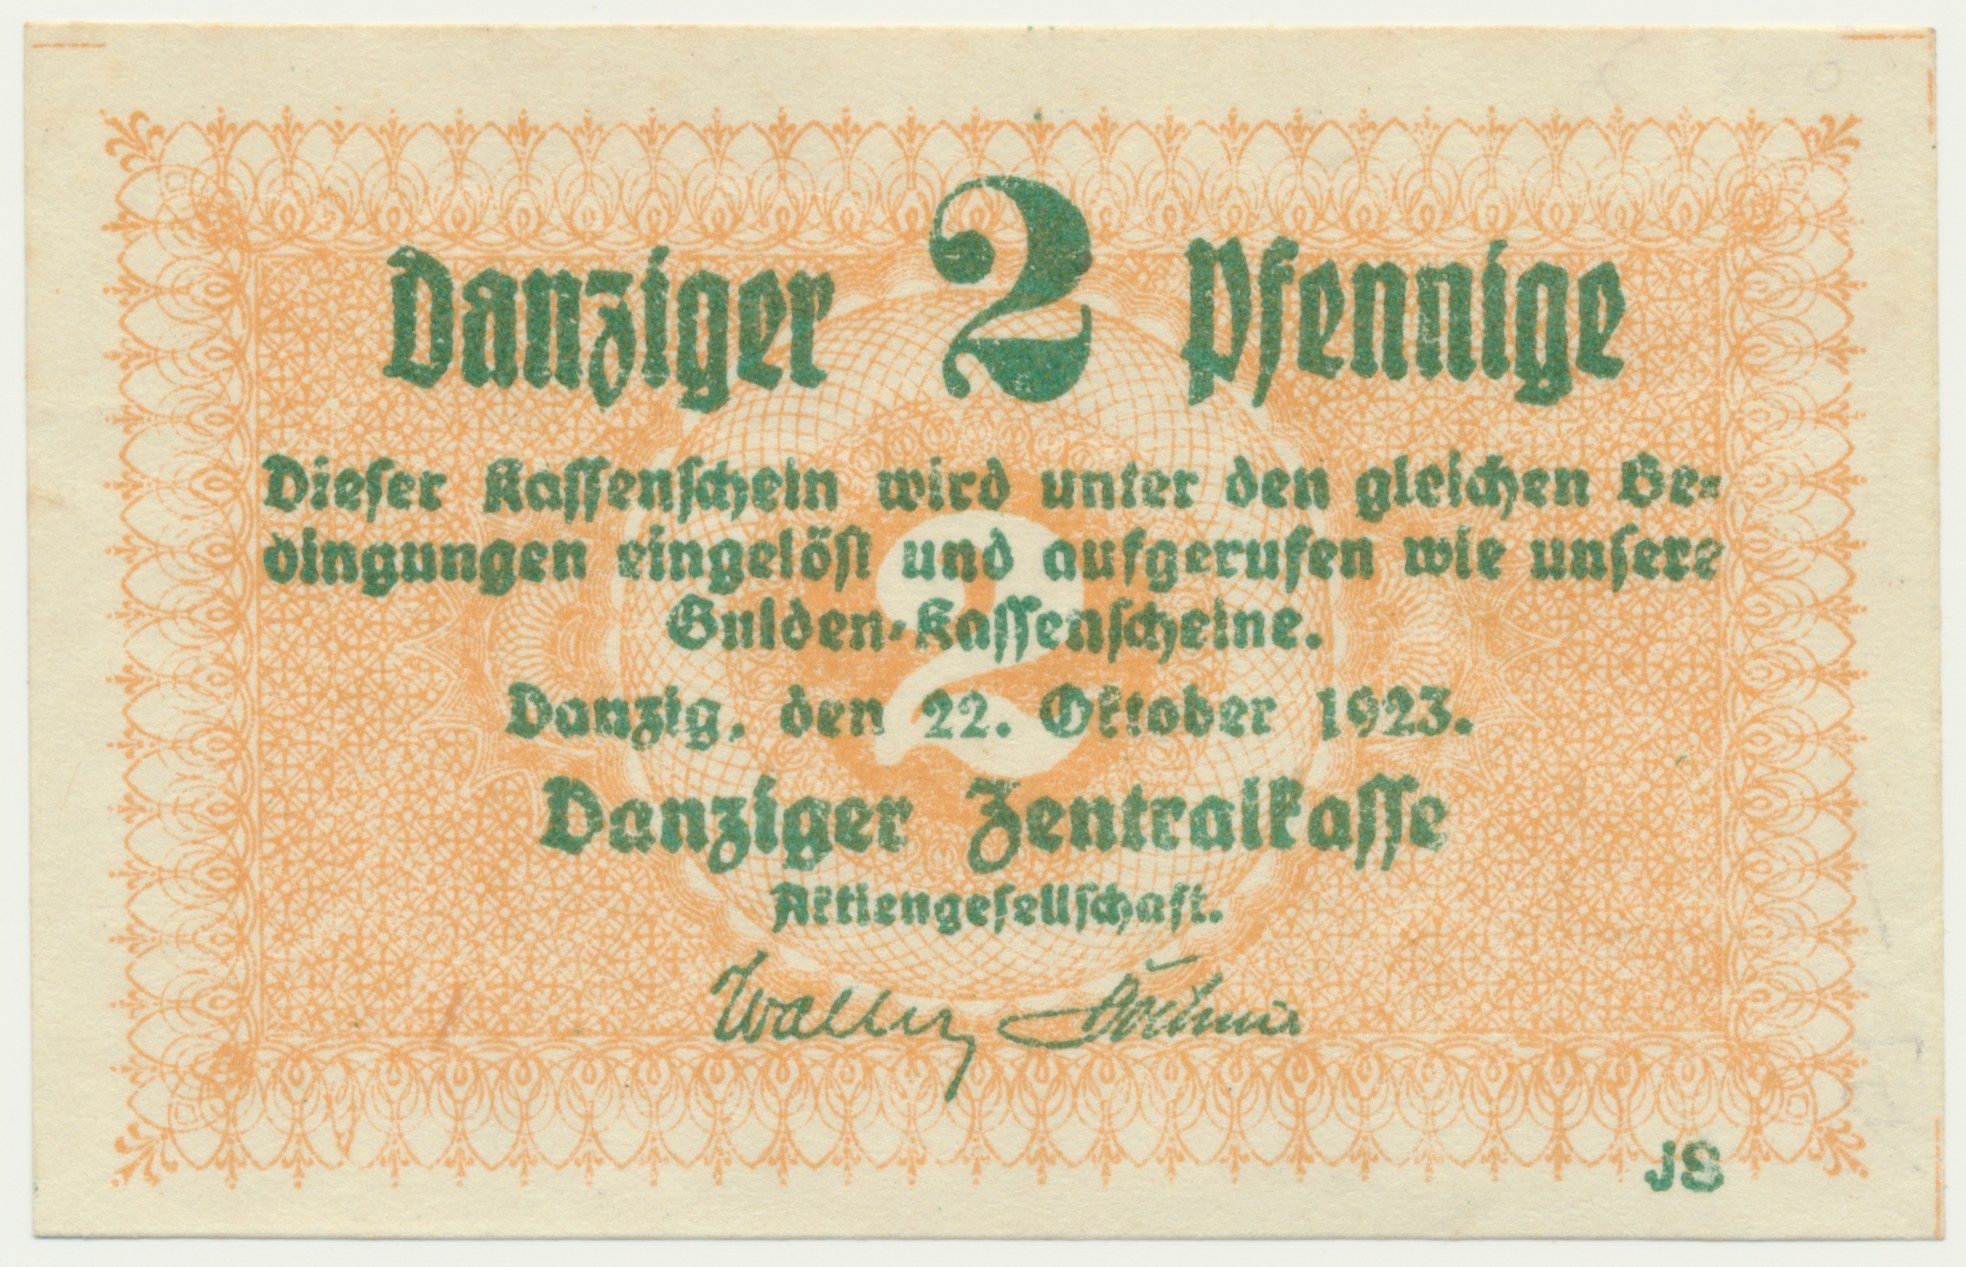 Danziger 2 Pfennige
Dieser Kassenschein wird unter den gleichen Be-
dingungen eingelöst und aufgerufen wie unsere
Gulden-Kassenscheine.
2
Danzig, den 22. Oktober 1923.
Danziger Zentralkasse
Aktiengesellschaft.
JS